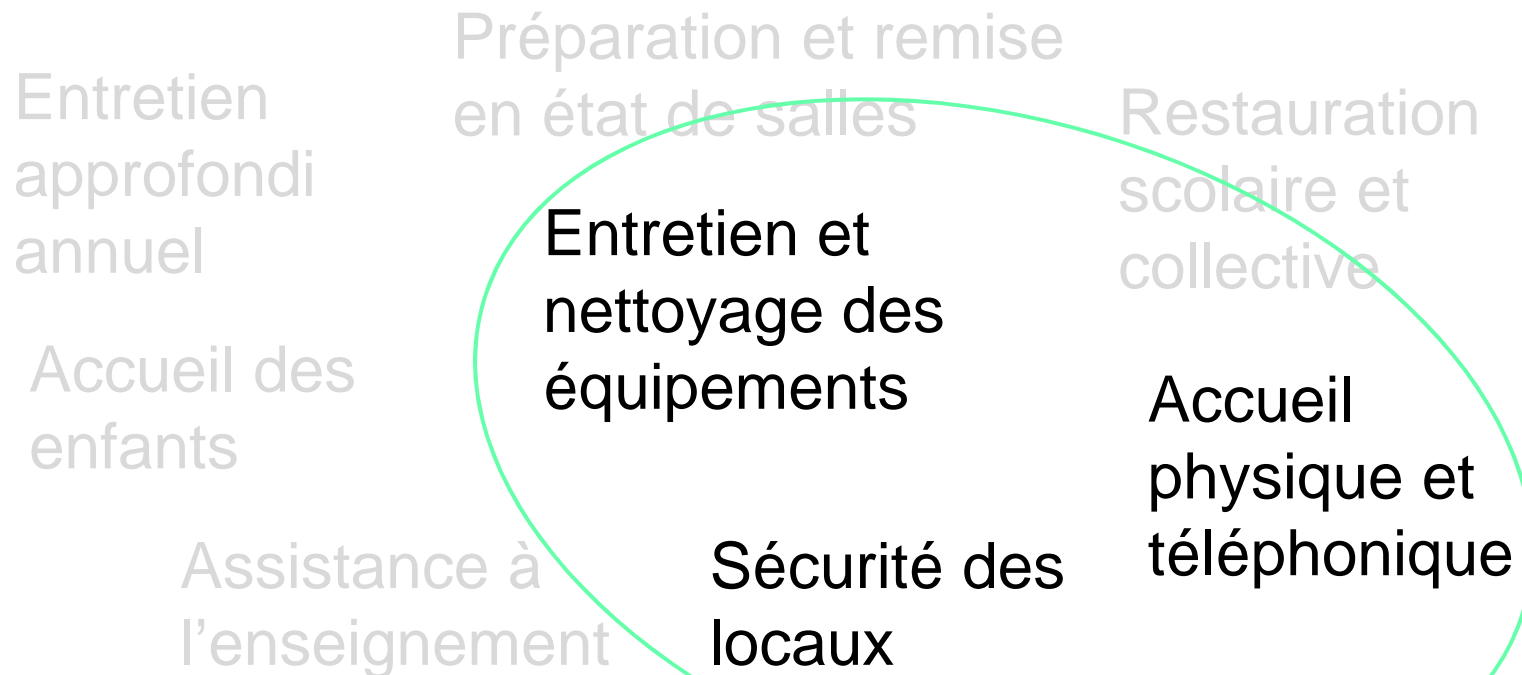 Préparation et remise
en état de salles
Entretien
approfondi
annuel
Restauration
scolaire et
collective
Entretien et
nettoyage des
équipements
Accueil des
enfants
Accueil
physique et
téléphonique
Assistance à
l’enseignement
Sécurité des
locaux